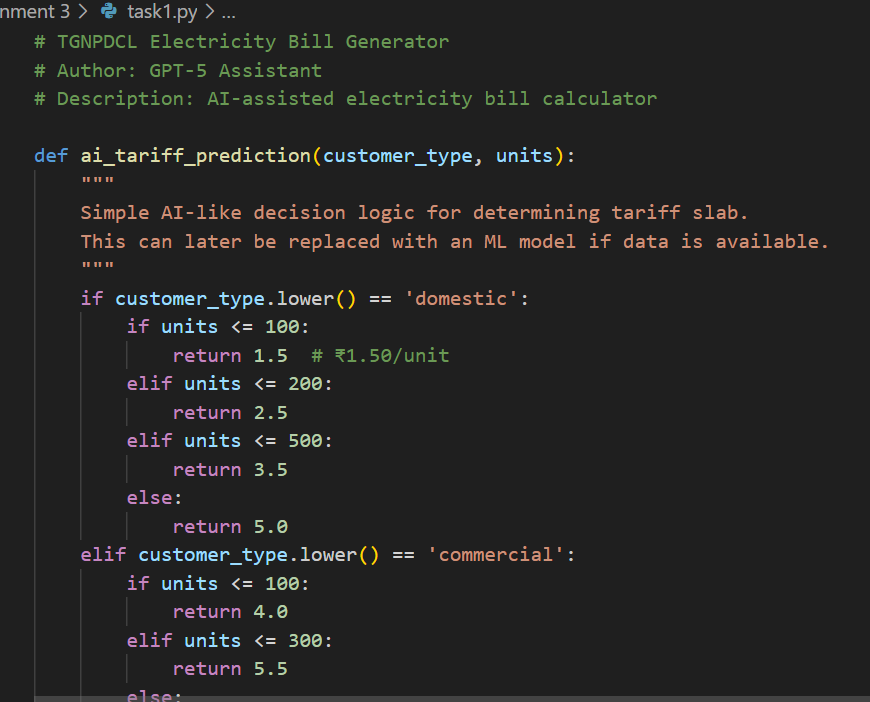 nment 3 > task1.py > ...
# TGNPDCL Electricity Bill Generator
# Author: GPT-5 Assistant
# Description: AI-assisted electricity bill calculator
def ai_tariff_prediction(customer_type, units):
"""
Simple AI-like decision logic for determining tariff slab.
This can later be replaced with an ML model if data is available.
"""
if customer_type.lower() == 'domestic':
if units <= 100:
return 1.5  # ₹1.50/unit
elif units <= 200:
return 2.5
elif units <= 500:
return 3.5
else:
return 5.0
elif customer_type.lower() == 'commercial':
if units <= 100:
return 4.0
elif units <= 300:
return 5.5
else: